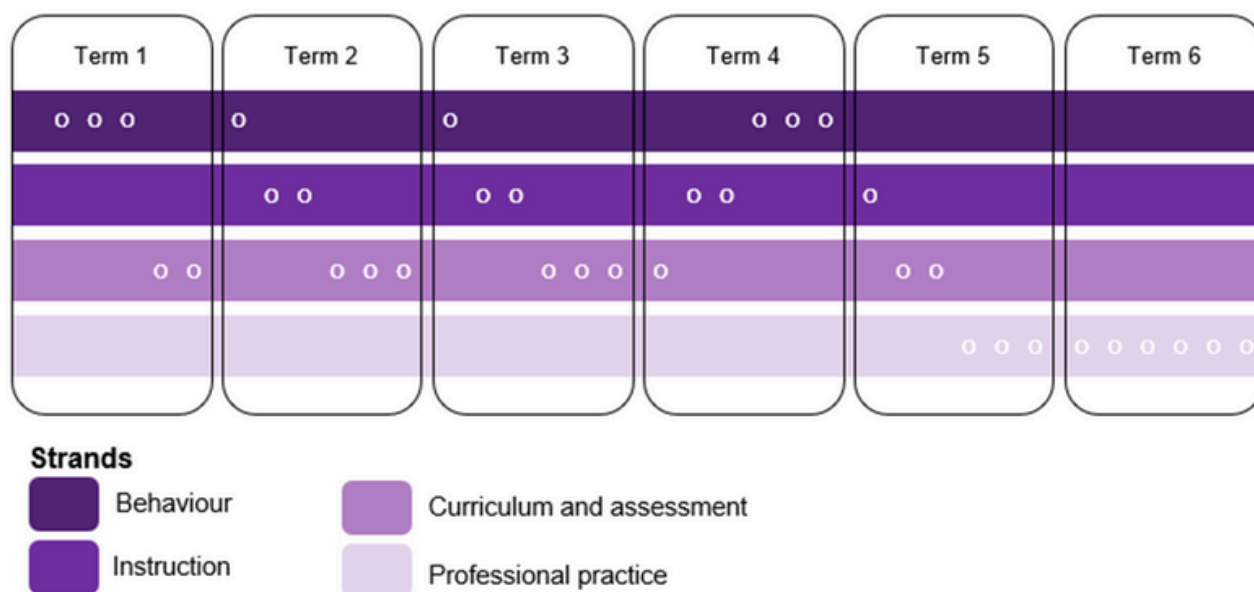 Term 1 Term 2 Term 3 Term 4 Term 5 Term 6
o o o o o o o o
o o o o o o o
o o o o o o o o o o o
o o o o o o o o o
Strands
Behaviour Curriculum and assessment
Instruction Professional practice